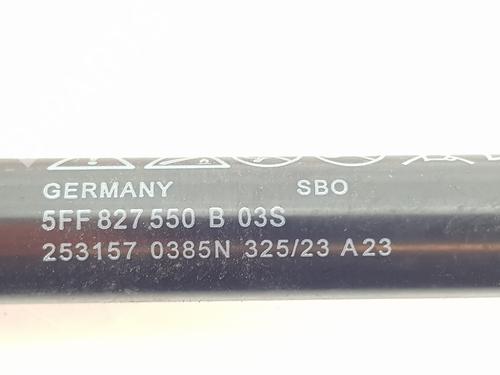 GERMANY SBO
5FF 827 550 B 03S
253157 0385N 325/23 A23